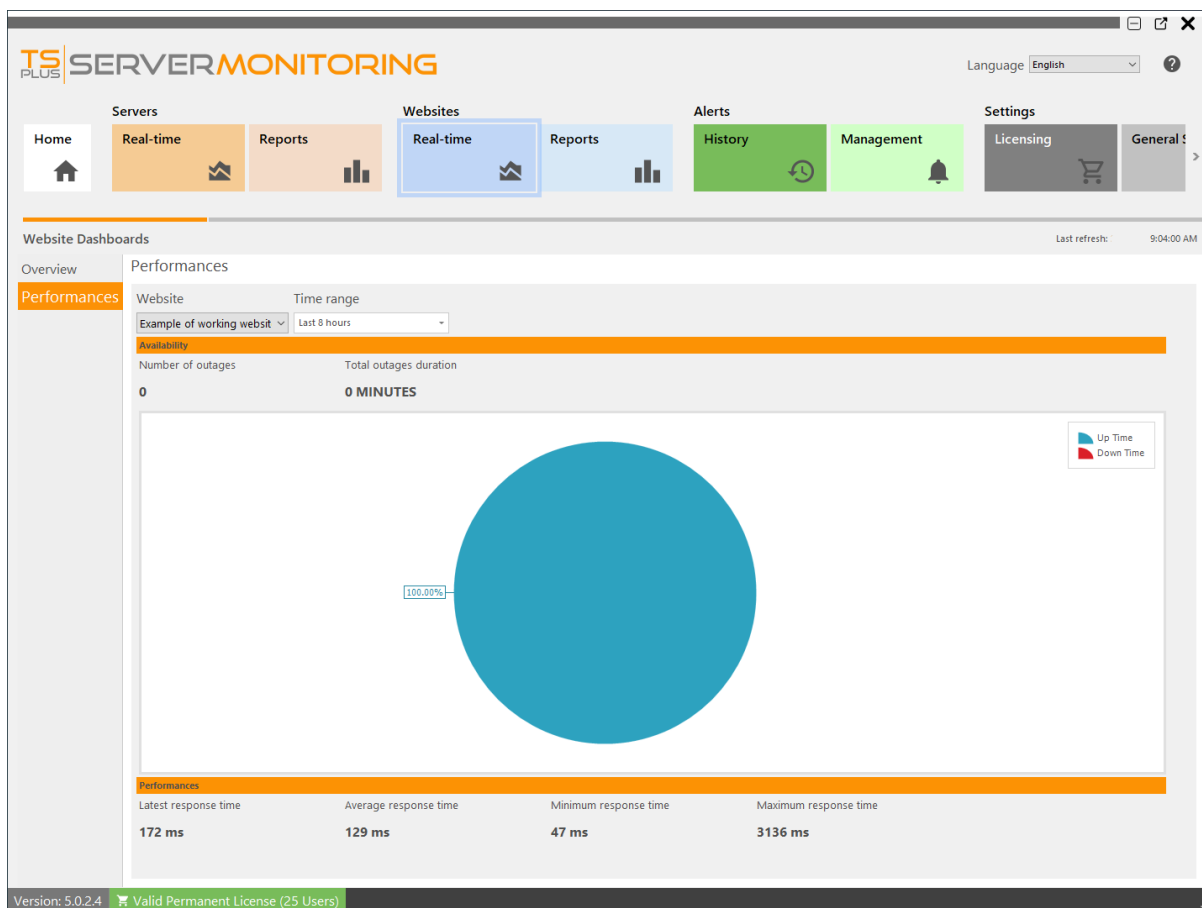 TS PLUS SERVERMONITORING
Language English
Servers Websites Alerts Settings
Home Real-time Reports Real-time Reports History Management Licensing General S
Website Dashboards Last refresh: 9:04:00 AM
Overview
Performances
Performances
Website Time range
Example of working websit Last 8 hours
Availability
Number of outages Total outages duration
0 0 MINUTES
Up Time
Down Time
100.00%
Performances
Latest response time Average response time Minimum response time Maximum response time
172 ms 129 ms 47 ms 3136 ms
Version: 5.0.2.4 Valid Permanent License (25 Users)